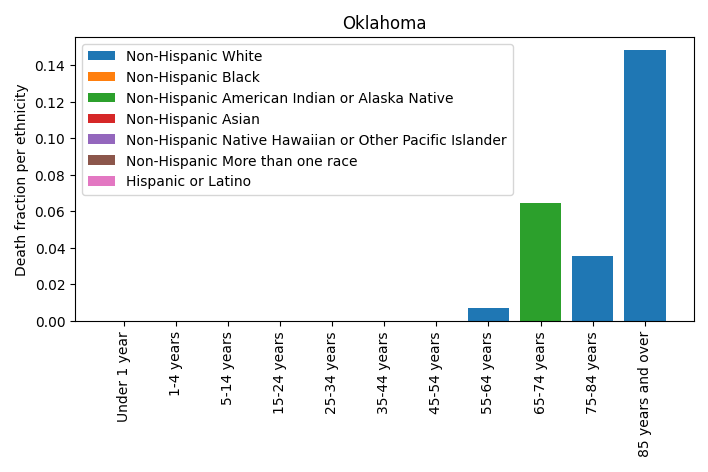 Oklahoma
Death fraction per ethnicity
0.14
0.12
0.10
0.08
0.06
0.04
0.02
0.00
Non-Hispanic White
Non-Hispanic Black
Non-Hispanic American Indian or Alaska Native
Non-Hispanic Asian
Non-Hispanic Native Hawaiian or Other Pacific Islander
Non-Hispanic More than one race
Hispanic or Latino
Under 1 year
1-4 years
5-14 years
15-24 years
25-34 years
35-44 years
45-54 years
55-64 years
65-74 years
75-84 years
85 years and over